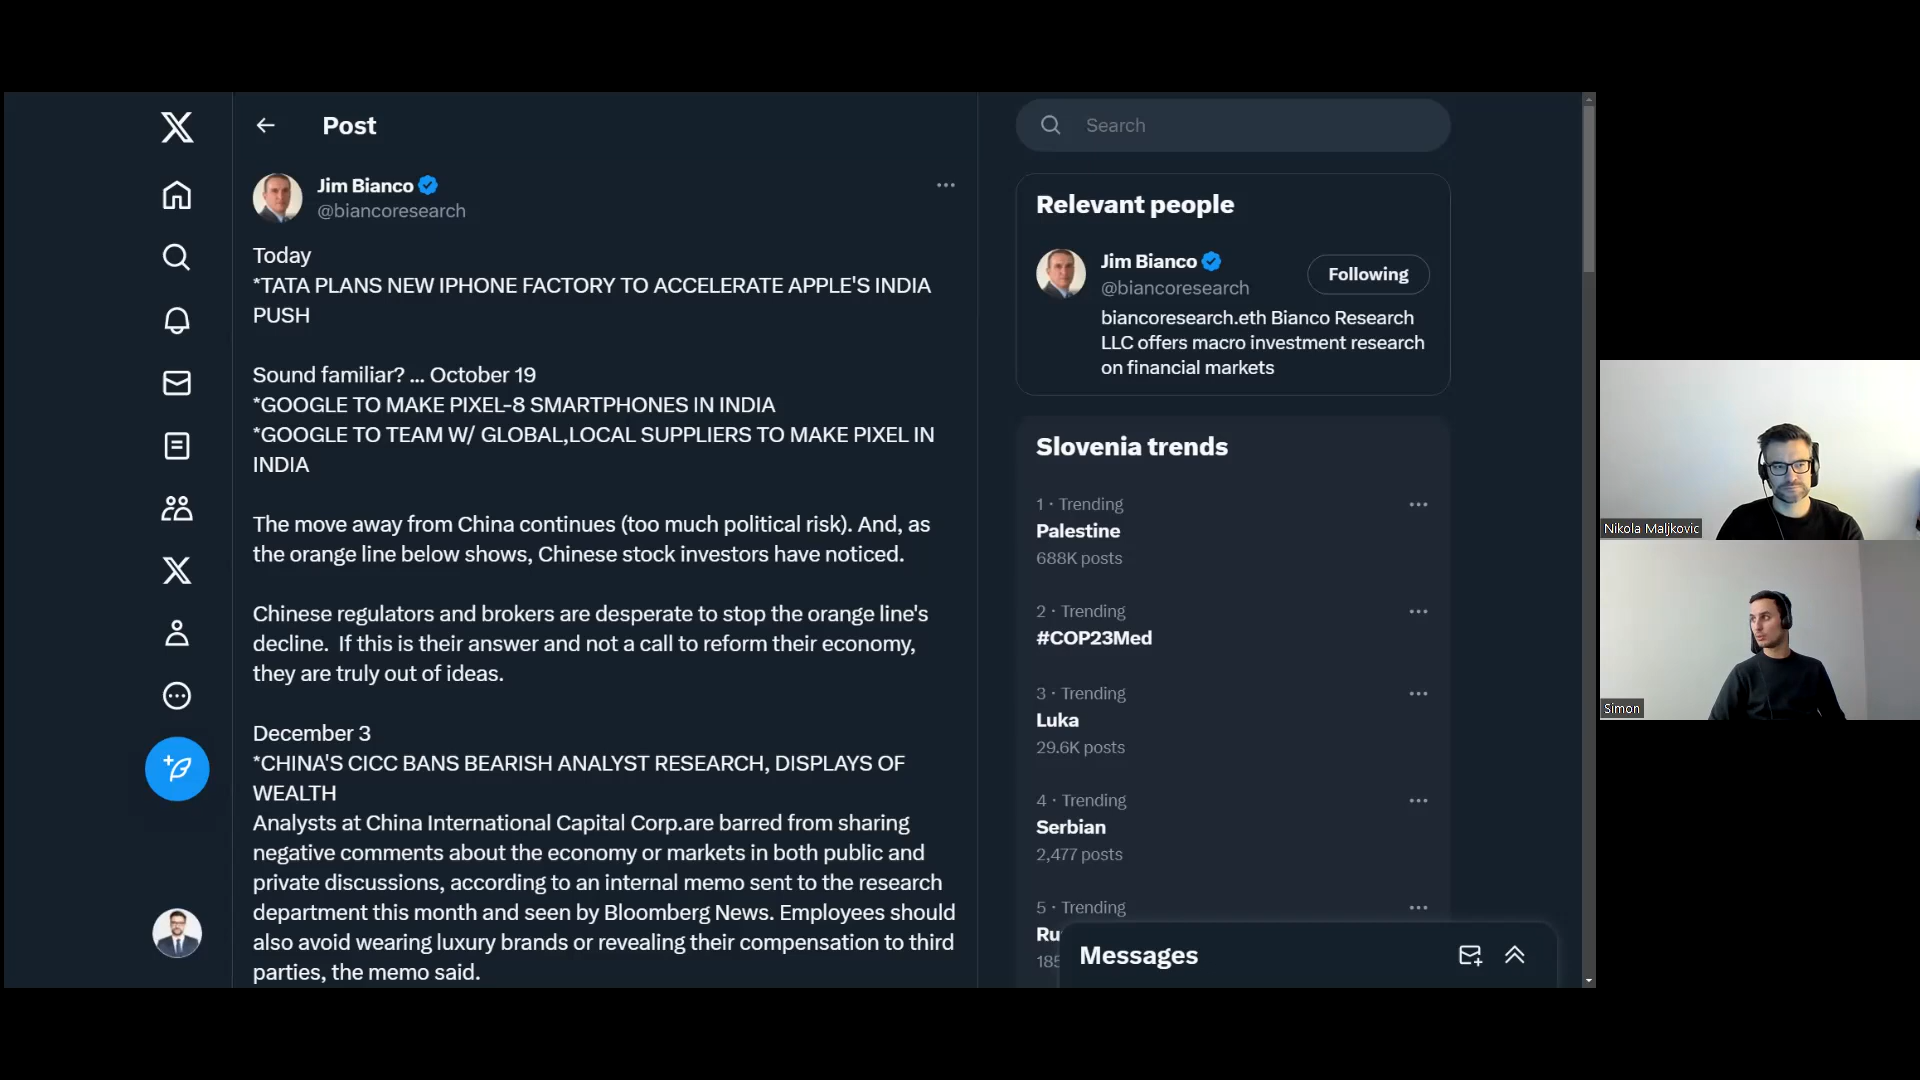 Post
Jim Bianco
@biancoresearch
Today
*TATA PLANS NEW IPHONE FACTORY TO ACCELERATE APPLE'S INDIA
PUSH
Sound familiar? ... October 19
*GOOGLE TO MAKE PIXEL-8 SMARTPHONES IN INDIA
*GOOGLE TO TEAM W/ GLOBAL,LOCAL SUPPLIERS TO MAKE PIXEL IN
INDIA
The move away from China continues (too much political risk). And, as
the orange line below shows, Chinese stock investors have noticed.
Chinese regulators and brokers are desperate to stop the orange line's
decline.  If this is their answer and not a call to reform their economy,
they are truly out of ideas.
December 3
*CHINA'S CICC BANS BEARISH ANALYST RESEARCH, DISPLAYS OF
WEALTH
Analysts at China International Capital Corp.are barred from sharing
negative comments about the economy or markets in both public and
private discussions, according to an internal memo sent to the research
department this month and seen by Bloomberg News. Employees should
also avoid wearing luxury brands or revealing their compensation to third
parties, the memo said.
Search
Relevant people
Jim Bianco
@biancoresearch
Following
biancoresearch.eth Bianco Research
LLC offers macro investment research
on financial markets
Slovenia trends
1 · Trending
Palestine
688K posts
2 · Trending
#COP23Med
3 · Trending
Luka
29.6K posts
4 · Trending
Serbian
2,477 posts
5 · Trending
Messages
Nikola Maljkovic
Simon